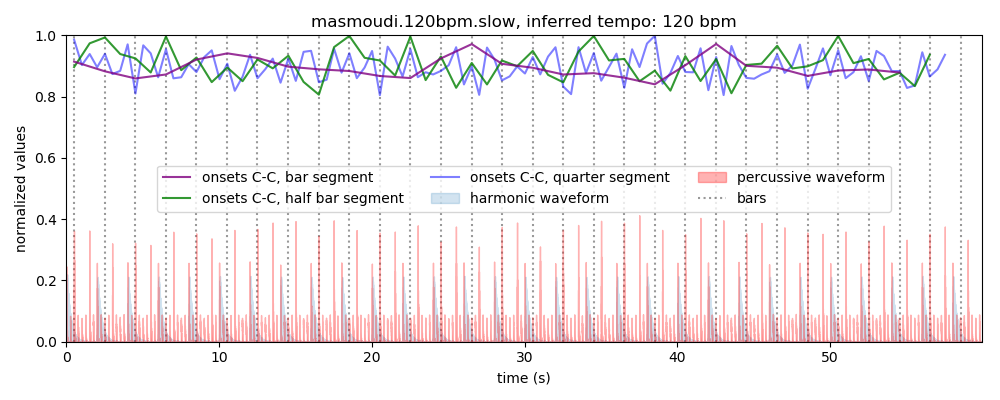 masmoudi.120bpm.slow, inferred tempo: 120 bpm
normalized values
1.0
0.8
0.6
0.4
0.2
0.0
onsets C-C, bar segment
onsets C-C, half bar segment
onsets C-C, quarter segment
harmonic waveform
percussive waveform
bars
0 10 20 30 40 50
time (s)